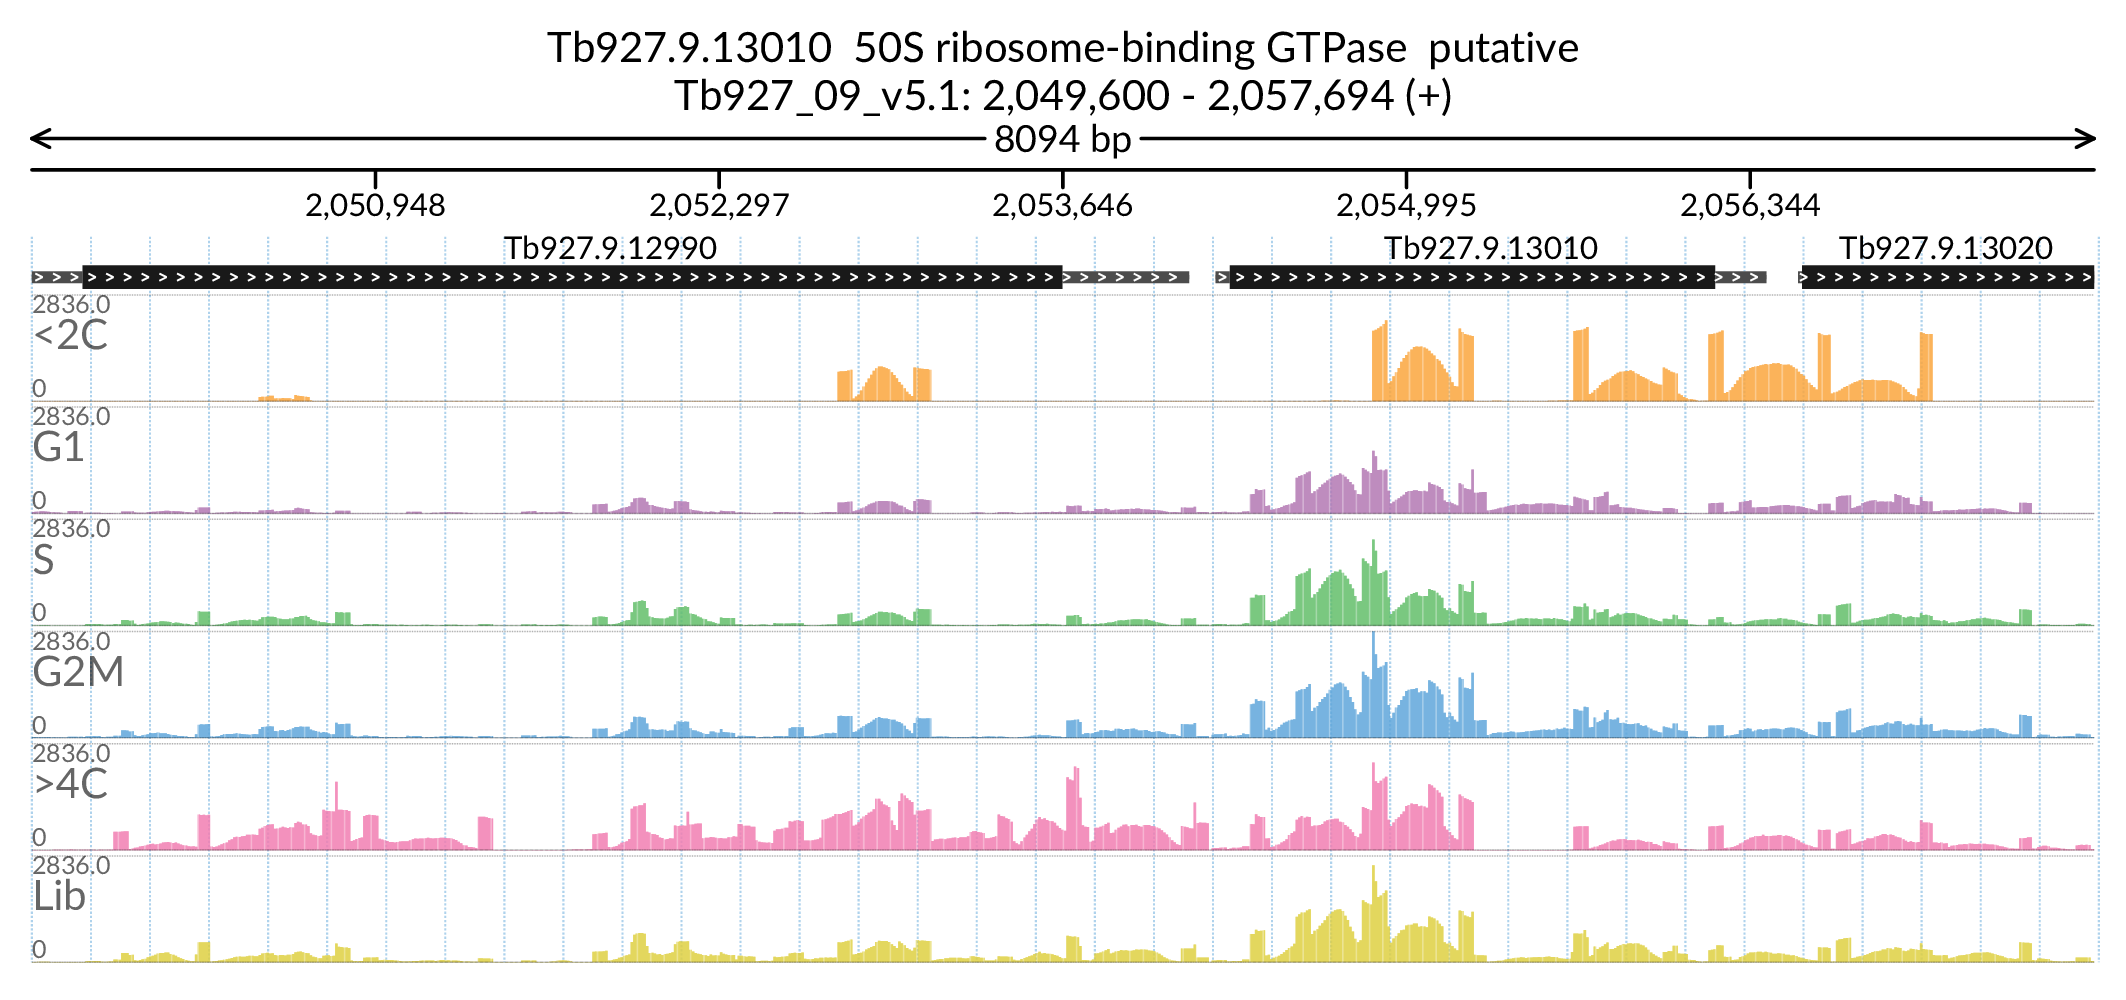 Tb927.9.13010  50S ribosome-binding GTPase  putative
Tb927_09_v5.1: 2,049,600 - 2,057,694 (+)
8094 bp
2,050,948 2,052,297 2,053,646 2,054,995 2,056,344
Tb927.9.12990 Tb927.9.13010 Tb927.9.13020
2836.0
<2C
0
2836.0
G1
0
2836.0
S
0
2836.0
G2M
0
2836.0
>4C
0
2836.0
Lib
0